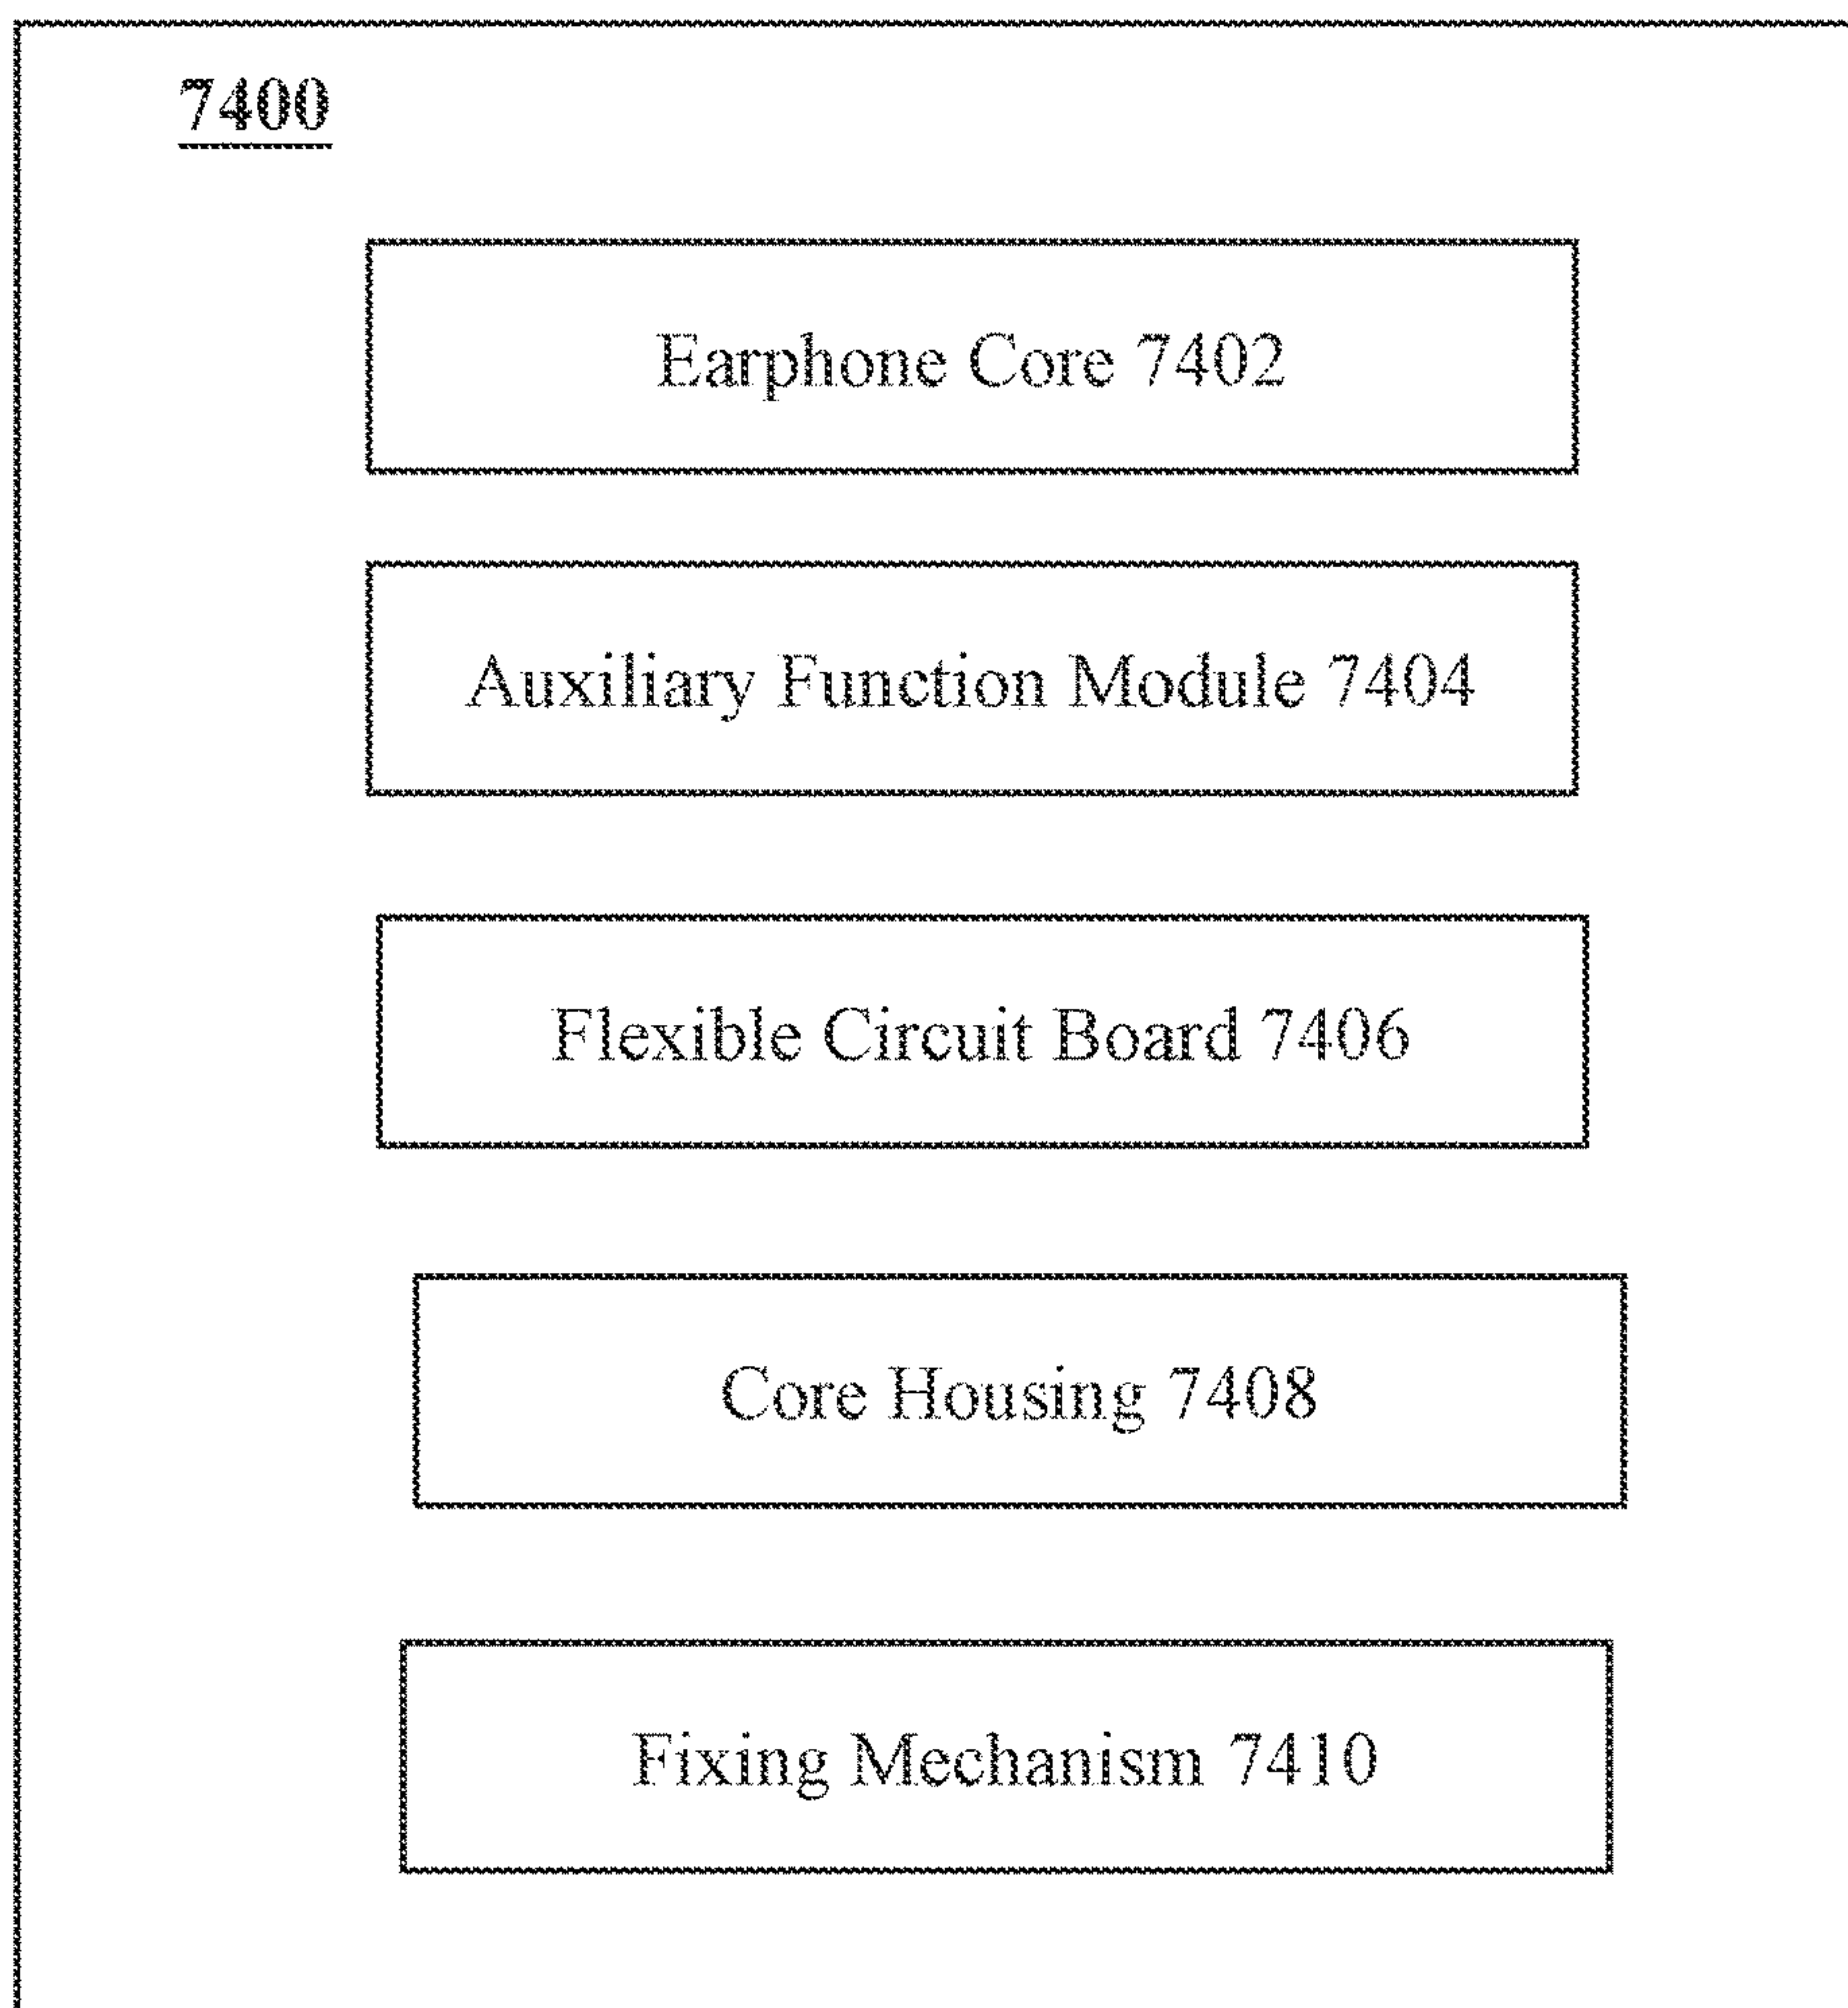 7400
Earphone Core 7402
Auxiliary Function Module 7404
Flexible Circuit Board 7406
Core Housing 7408
Fixing Mechanism 7410